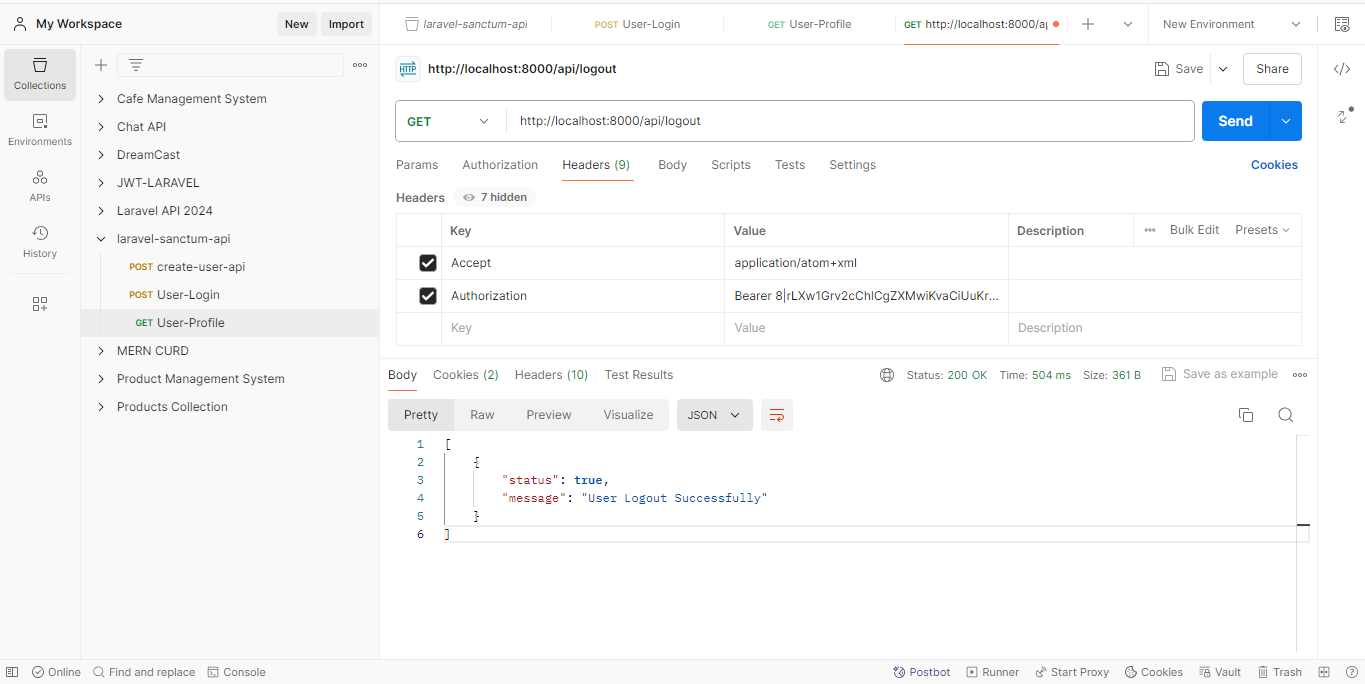 My Workspace
New
Import
laravel-sanctum-api
POST User-Login
GET User-Profile
GET http://localhost:8000/a
New Environment
Collections
Environments
APIs
History
Cafe Management System
Chat API
DreamCast
JWT-LARAVEL
Laravel API 2024
laravel-sanctum-api
POST create-user-api
POST User-Login
GET User-Profile
MERN CURD
Product Management System
Products Collection
HTTP http://localhost:8000/api/logout
Save
Share
GET http://localhost:8000/api/logout
Send
Params Authorization Headers (9) Body Scripts Tests Settings Cookies
Headers 7 hidden
Key Value Description Bulk Edit Presets
Accept application/atom+xml
Authorization Bearer 8|rLXw1Grv2cChlCgZXMwiKvaCiUuKr...
Key Value Description
Body Cookies (2) Headers (10) Test Results Status: 200 OK Time: 504 ms Size: 361 B Save as example
Pretty Raw Preview Visualize JSON
1 [
2 {
3 "status": true,
4 "message": "User Logout Successfully"
5 }
6 ]
Online Find and replace Console Postbot Runner Start Proxy Cookies Vault Trash